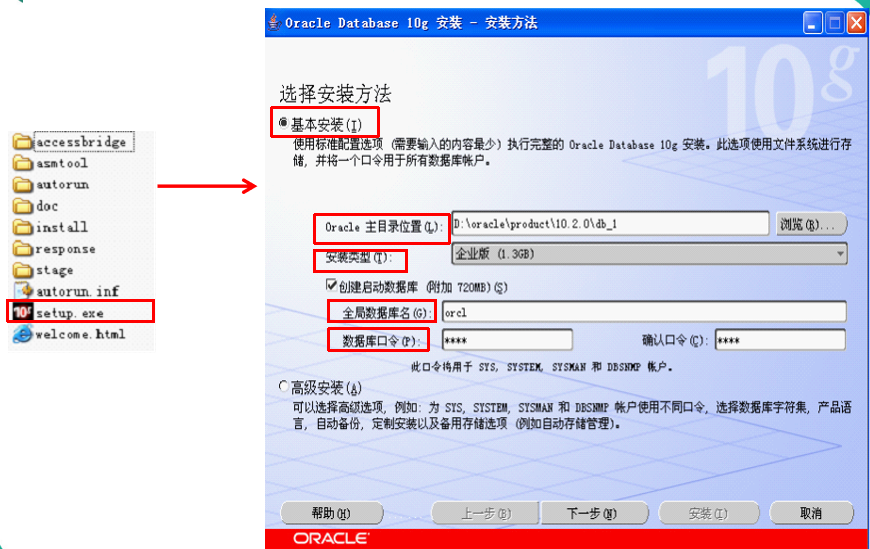 accessbridge
asmtool
autorun
doc
install
response
stage
autorun.inf
setup.exe
welcome.html
Oracle Database 10g 安装 - 安装方法
10g
选择安装方法
基本安装(I)
使用标准配置选项 (需要输入的内容最少) 执行完整的 Oracle Database 10g 安装。此选项使用文件系统进行存
储, 并将一个口令用于所有数据库帐户。
Oracle 主目录位置(L): D:\oracle\product\10.2.0\db_1 浏览(R)...
安装类型(T): 企业版 (1.3GB)
创建启动数据库 (附加 720MB)(S)
全局数据库名(G): orcl
数据库口令(P): **** 确认口令(C): ****
此口令将用于 SYS, SYSTEM, SYSMAN 和 DBSNMP 帐户。
高级安装(A)
可以选择高级选项, 例如: 为 SYS, SYSTEM, SYSMAN 和 DBSNMP 帐户使用不同口令, 选择数据库字符集, 产品语
言, 自动备份, 定制安装以及备用存储选项 (例如自动存储管理)。
帮助(H) 上一步(B) 下一步(N) 安装(I) 取消
ORACLE